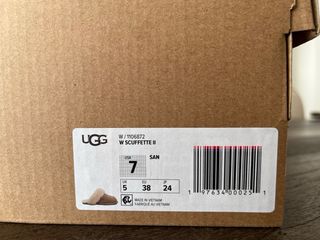 UGG
W / 1106872
W SCUFFETTE II
USA
7
SAN
UK
5
EU
38
JP
24
MADE IN VIETNAM
FABRIQUÉ AU VIETNAM
1 97634 00025 1